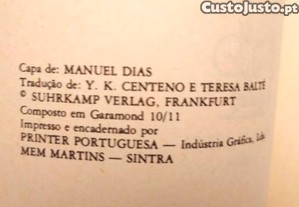 CustoJusto.pt
Capa de: MANUEL DIAS
Tradução de: Y. K. CENTENO E TERESA BALTÉ
© SUHRKAMP VERLAG, FRANKFURT
Composto em Garamond 10/11
Impresso e encadernado por
PRINTER PORTUGUESA — Indústria Gráfica, Lda.
MEM MARTINS — SINTRA